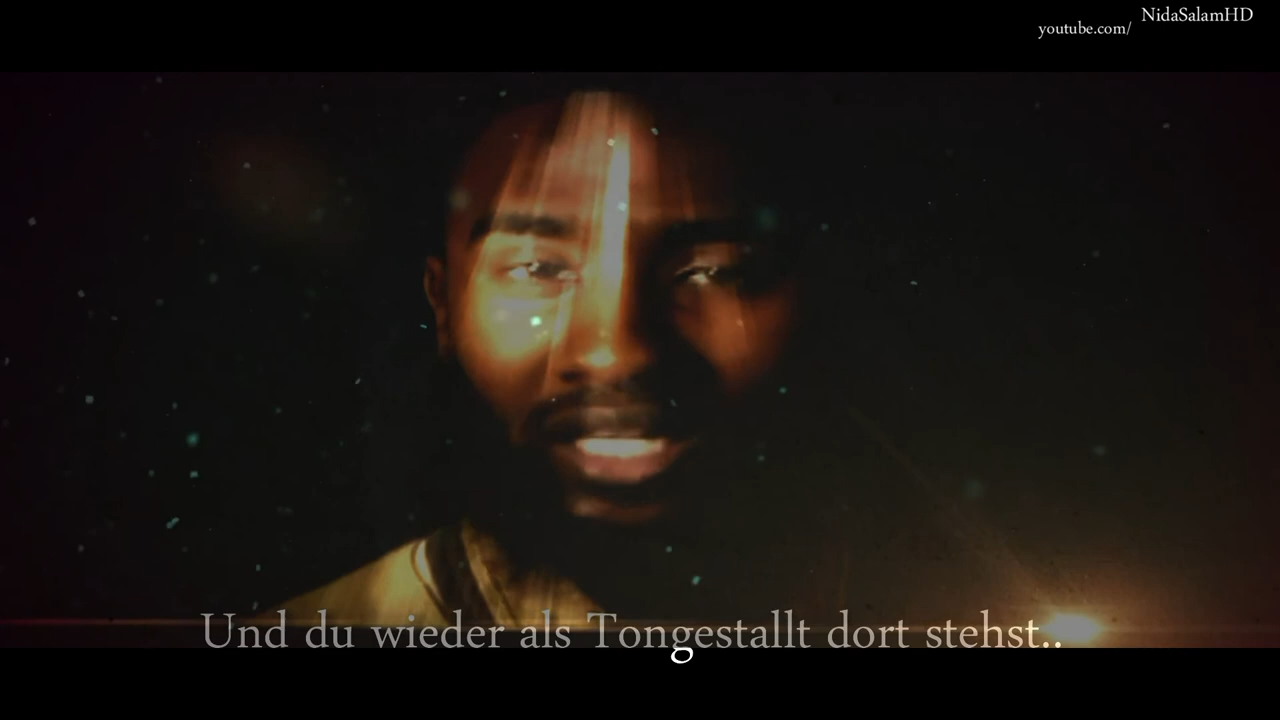 NidaSalamHD
youtube.com/
Und du wieder als Tongestallt dort stehst..